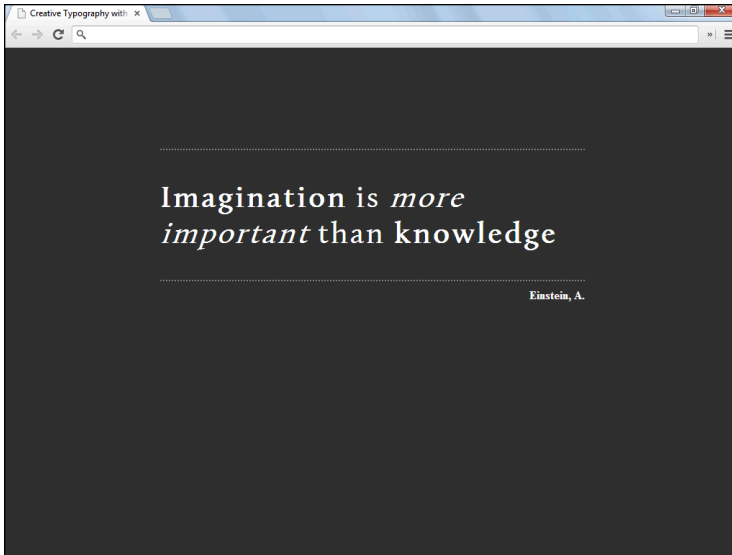 Creative Typography with
Imagination is more
important than knowledge
Einstein, A.